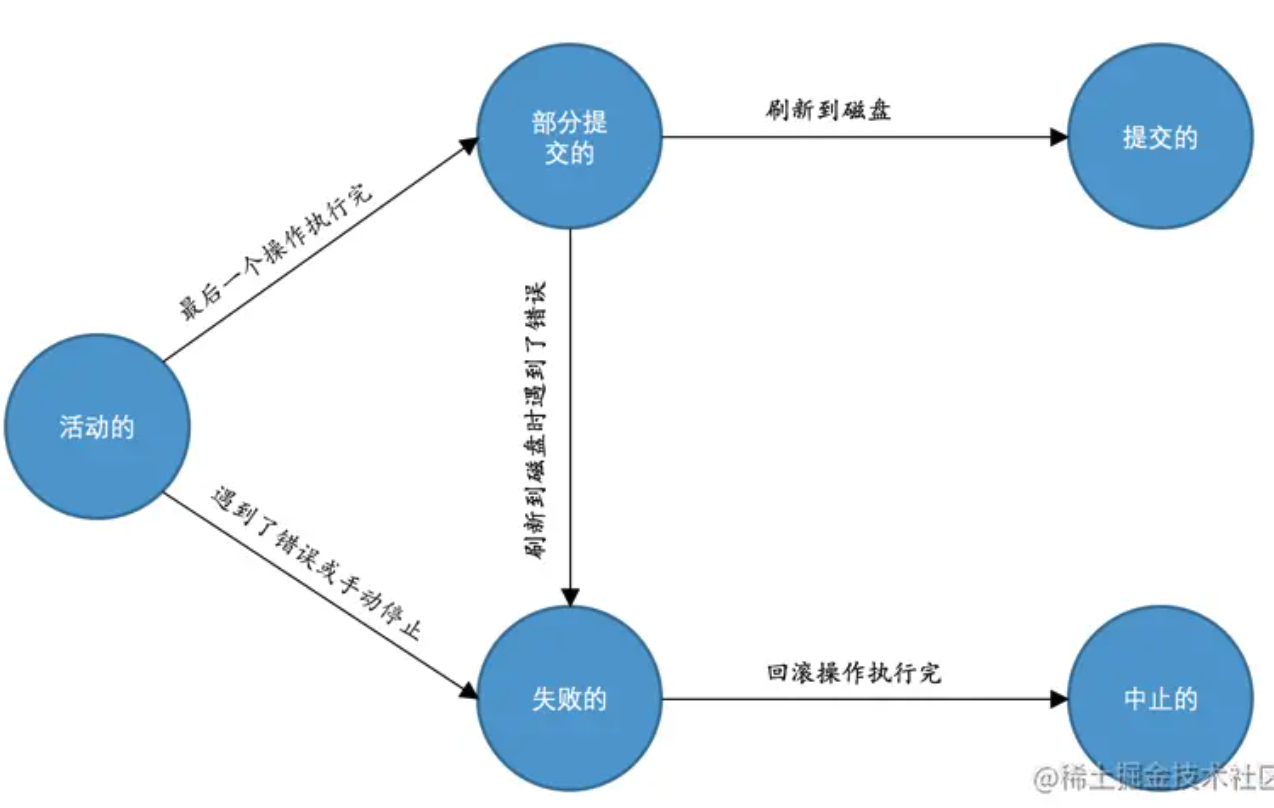 部分提
交的
刷新到磁盘
提交的
最后一个操作执行完
刷新到磁盘时遇到了错误
活动的
遇到了错误或手动停止
失败的
回滚操作执行完
中止的
@稀土掘金技术社区